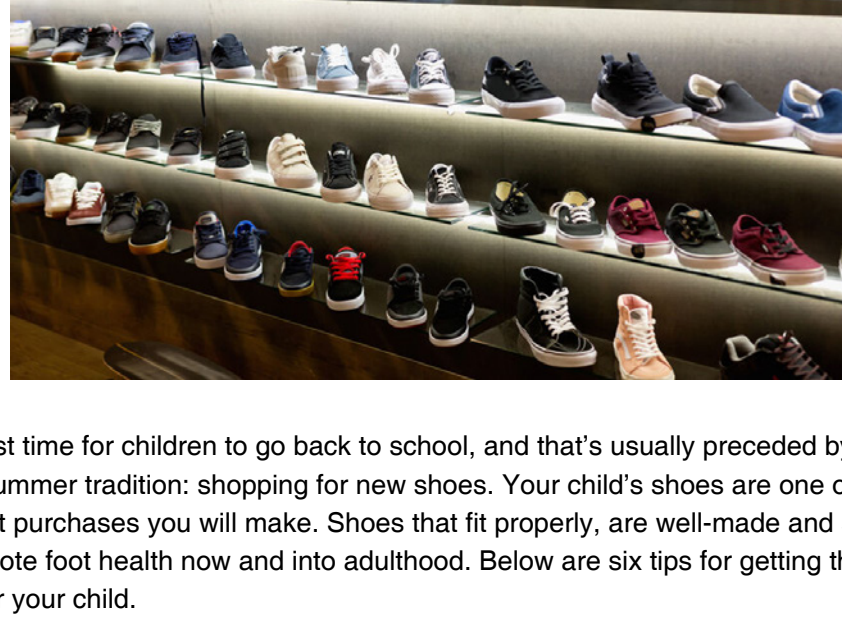 st time for children to go back to school, and that’s usually preceded by
ummer tradition: shopping for new shoes. Your child’s shoes are one o
t purchases you will make. Shoes that fit properly, are well-made and
ote foot health now and into adulthood. Below are six tips for getting th
r your child.